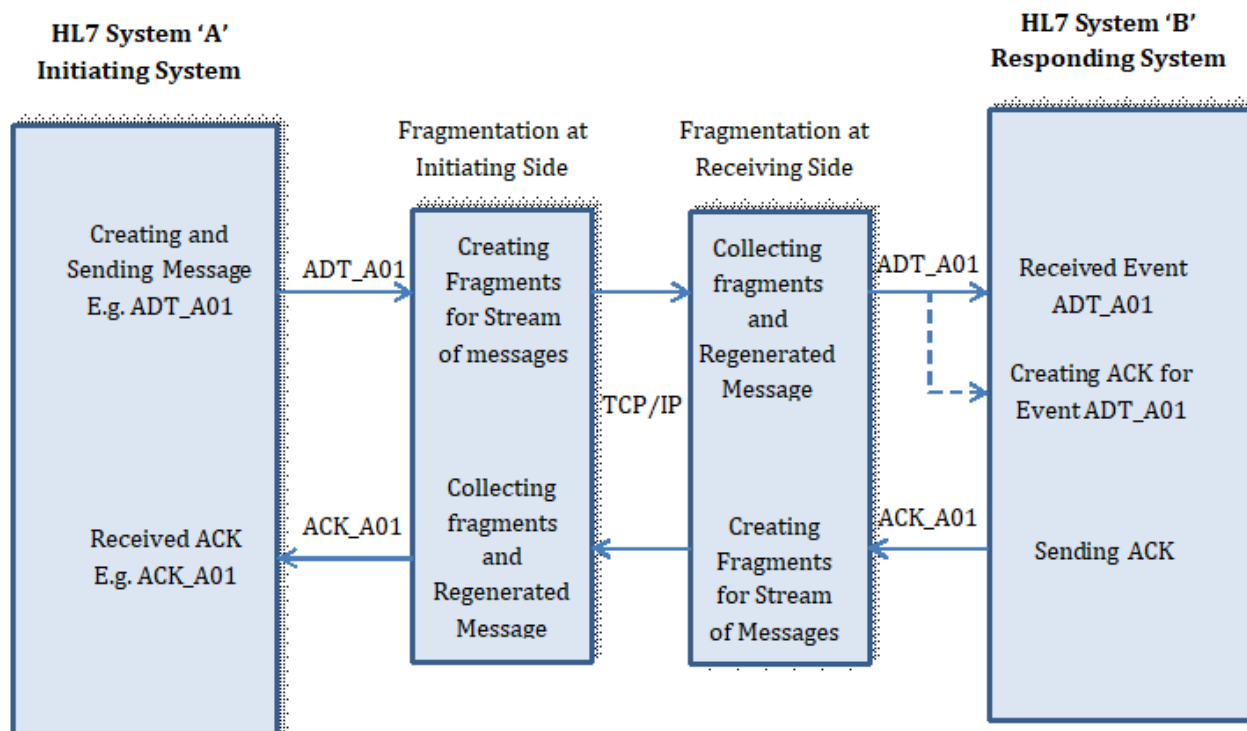 HL7 System ‘A’
Initiating System
HL7 System ‘B’
Responding System
Fragmentation at
Initiating Side
Fragmentation at
Receiving Side
Creating and
Sending Message
E.g. ADT_A01
ADT_A01
Creating
Fragments
for Stream
of messages
Collecting
fragments
and
Regenerated
Message
ADT_A01
Received Event
ADT_A01
Creating ACK for
Event ADT_A01
TCP/IP
Received ACK
E.g. ACK_A01
ACK_A01
Collecting
fragments
and
Regenerated
Message
Creating
Fragments
for Stream
of Messages
ACK_A01
Sending ACK